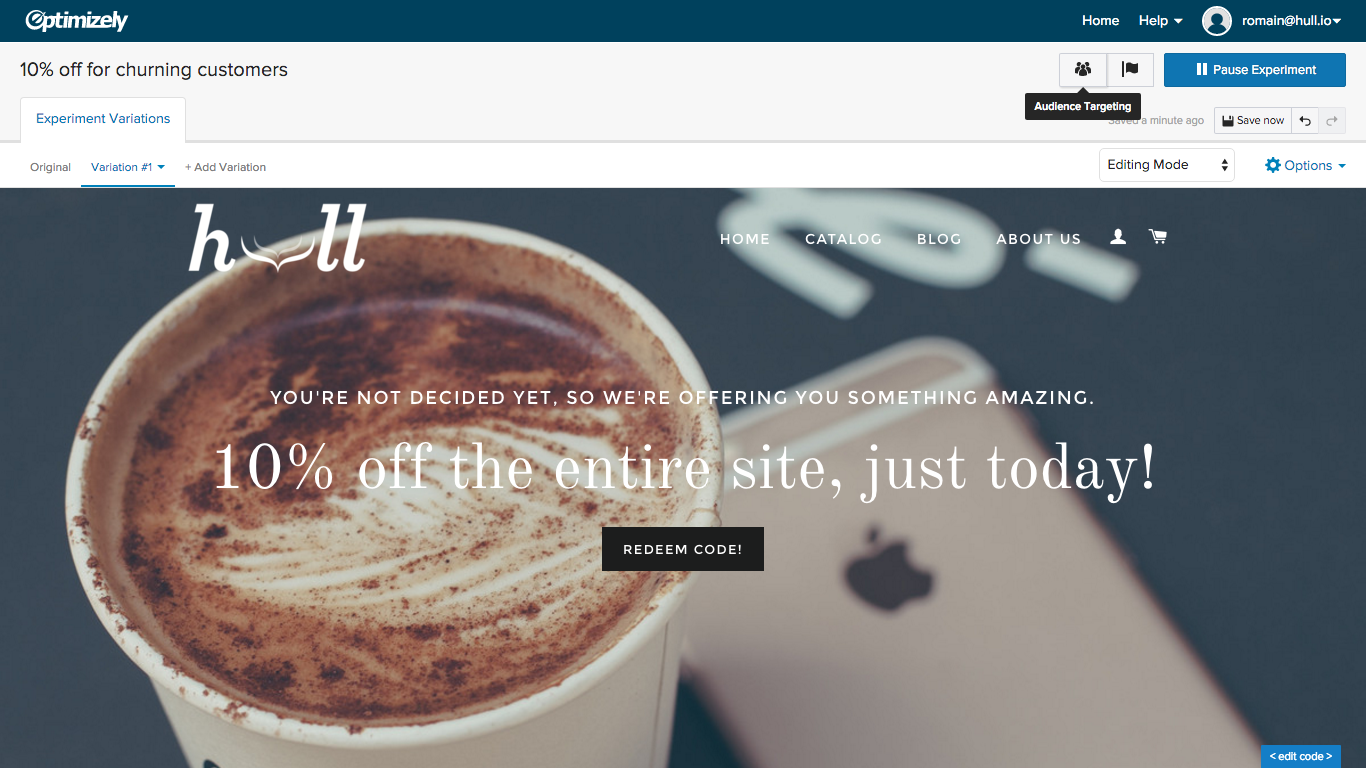 Optimizely
Home Help romain@hull.io
10% off for churning customers
Pause Experiment
Audience Targeting
Experiment Variations
Saved a minute ago
Save now
Original Variation #1 + Add Variation
Editing Mode
Options
hull
HOME CATALOG BLOG ABOUT US
YOU'RE NOT DECIDED YET, SO WE'RE OFFERING YOU SOMETHING AMAZING.
10% off the entire site, just today!
REDEEM CODE!
< edit code >